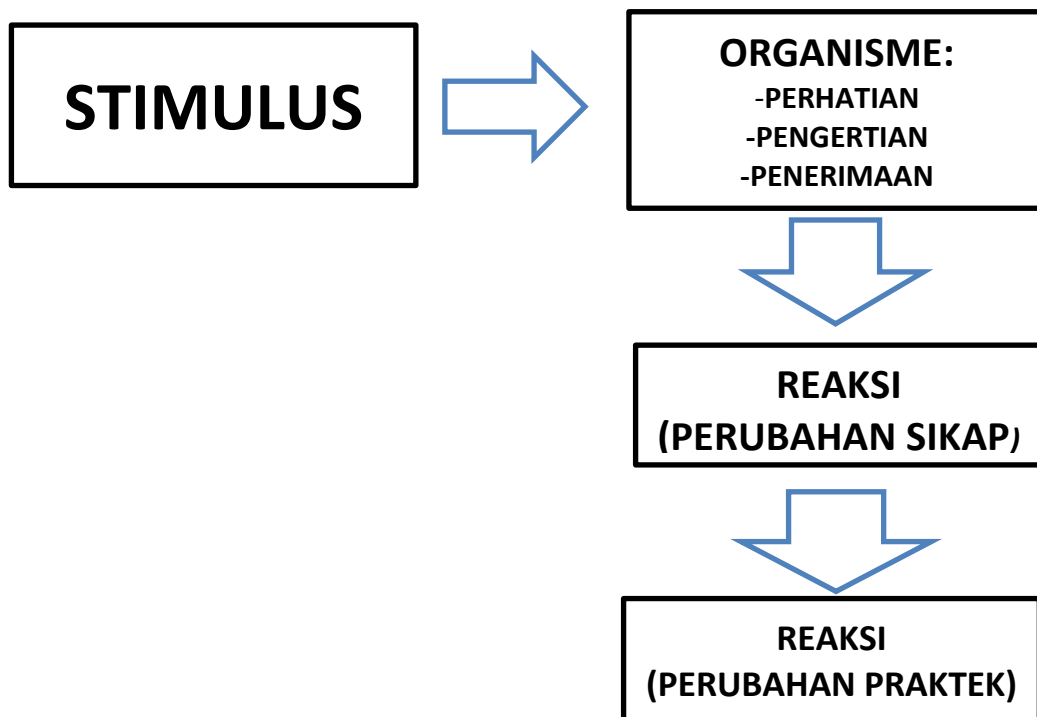 STIMULUS
ORGANISME:
-PERHATIAN
-PENGERTIAN
-PENERIMAAN
REAKSI
(PERUBAHAN SIKAP)
REAKSI
(PERUBAHAN PRAKTEK)